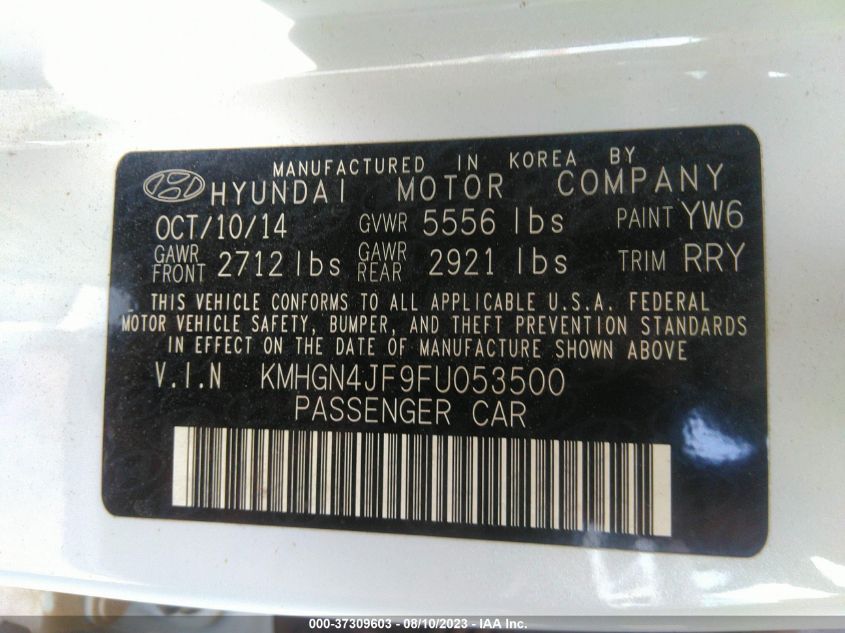 MANUFACTURED IN KOREA BY
HYUNDAI MOTOR COMPANY
OCT/10/14 GVWR 5556 lbs PAINT YW6
GAWR FRONT 2712 lbs GAWR REAR 2921 lbs TRIM RRY
THIS VEHICLE CONFORMS TO ALL APPLICABLE U.S.A. FEDERAL
MOTOR VEHICLE SAFETY, BUMPER, AND THEFT PREVENTION STANDARDS
IN EFFECT ON THE DATE OF MANUFACTURE SHOWN ABOVE
V.I.N KMHGN4JF9FU053500
PASSENGER CAR
000-37309603 - 08/10/2023 - IAA Inc.